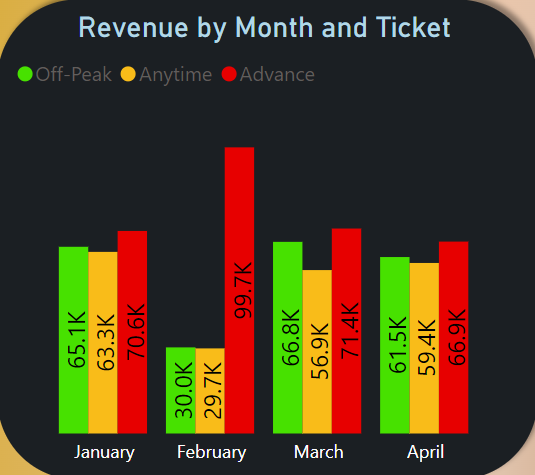 Revenue by Month and Ticket
Off-Peak Anytime Advance
65.1K 63.3K 70.6K 30.0K 29.7K 99.7K 66.8K 56.9K 71.4K 61.5K 59.4K 66.9K
January February March April